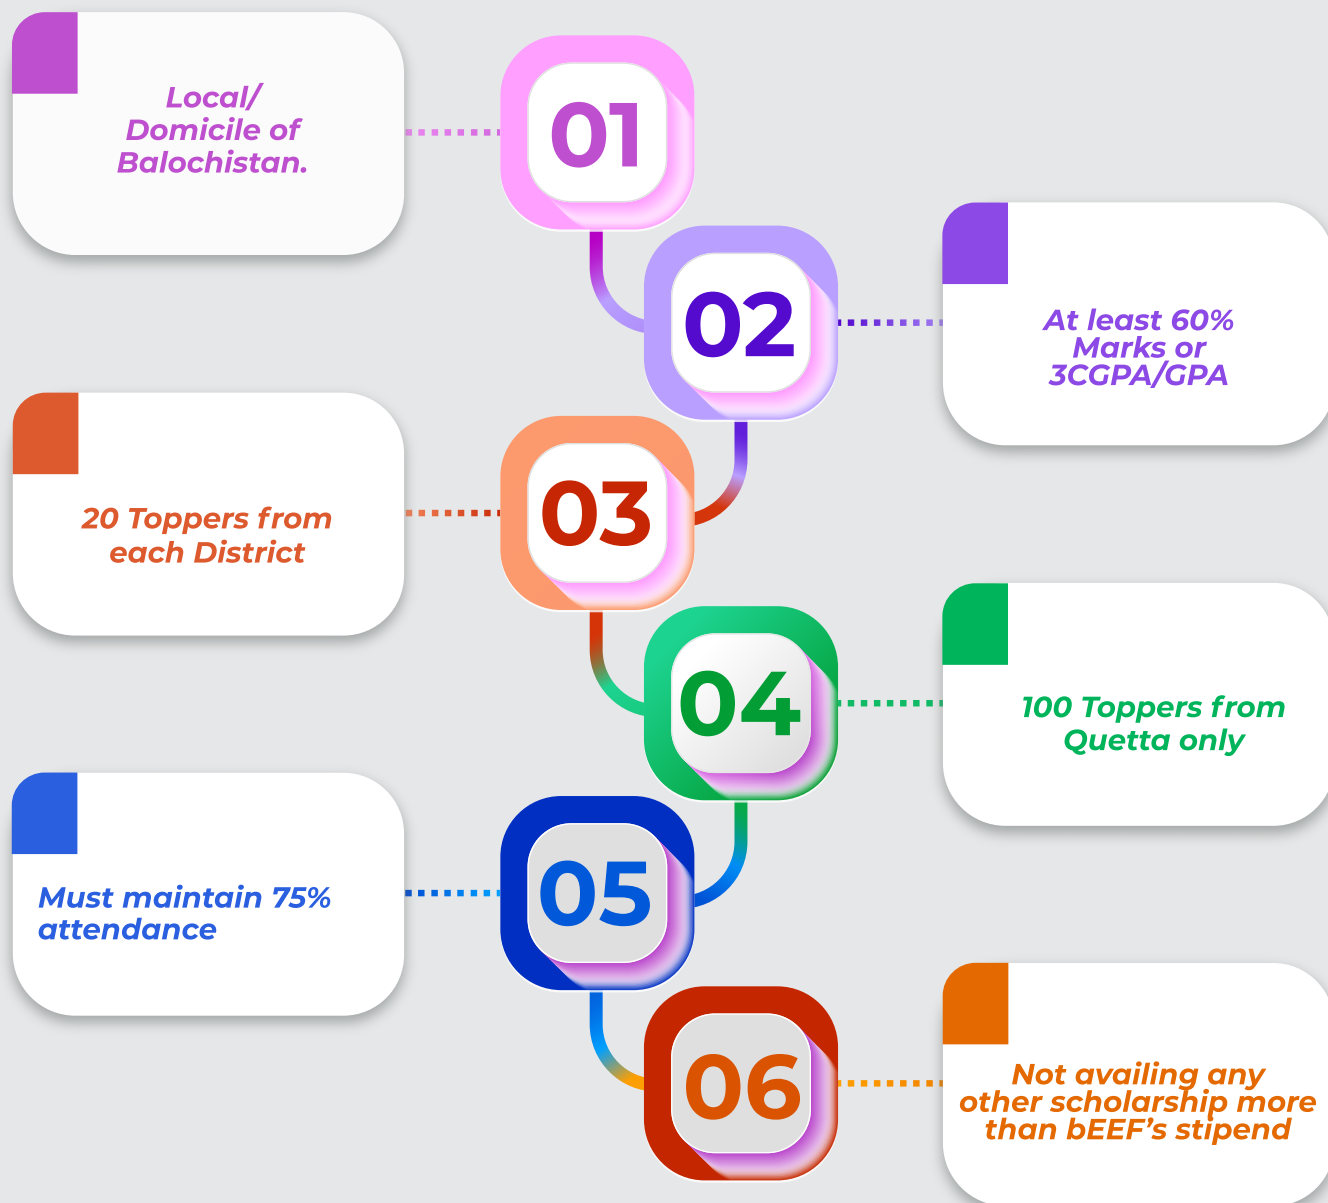 Local/
Domicile of
Balochistan.
01
02
At least 60%
Marks or
3CGPA/GPA
20 Toppers from
each District
03
04
100 Toppers from
Quetta only
Must maintain 75%
attendance
05
06
Not availing any
other scholarship more
than bEEF’s stipend